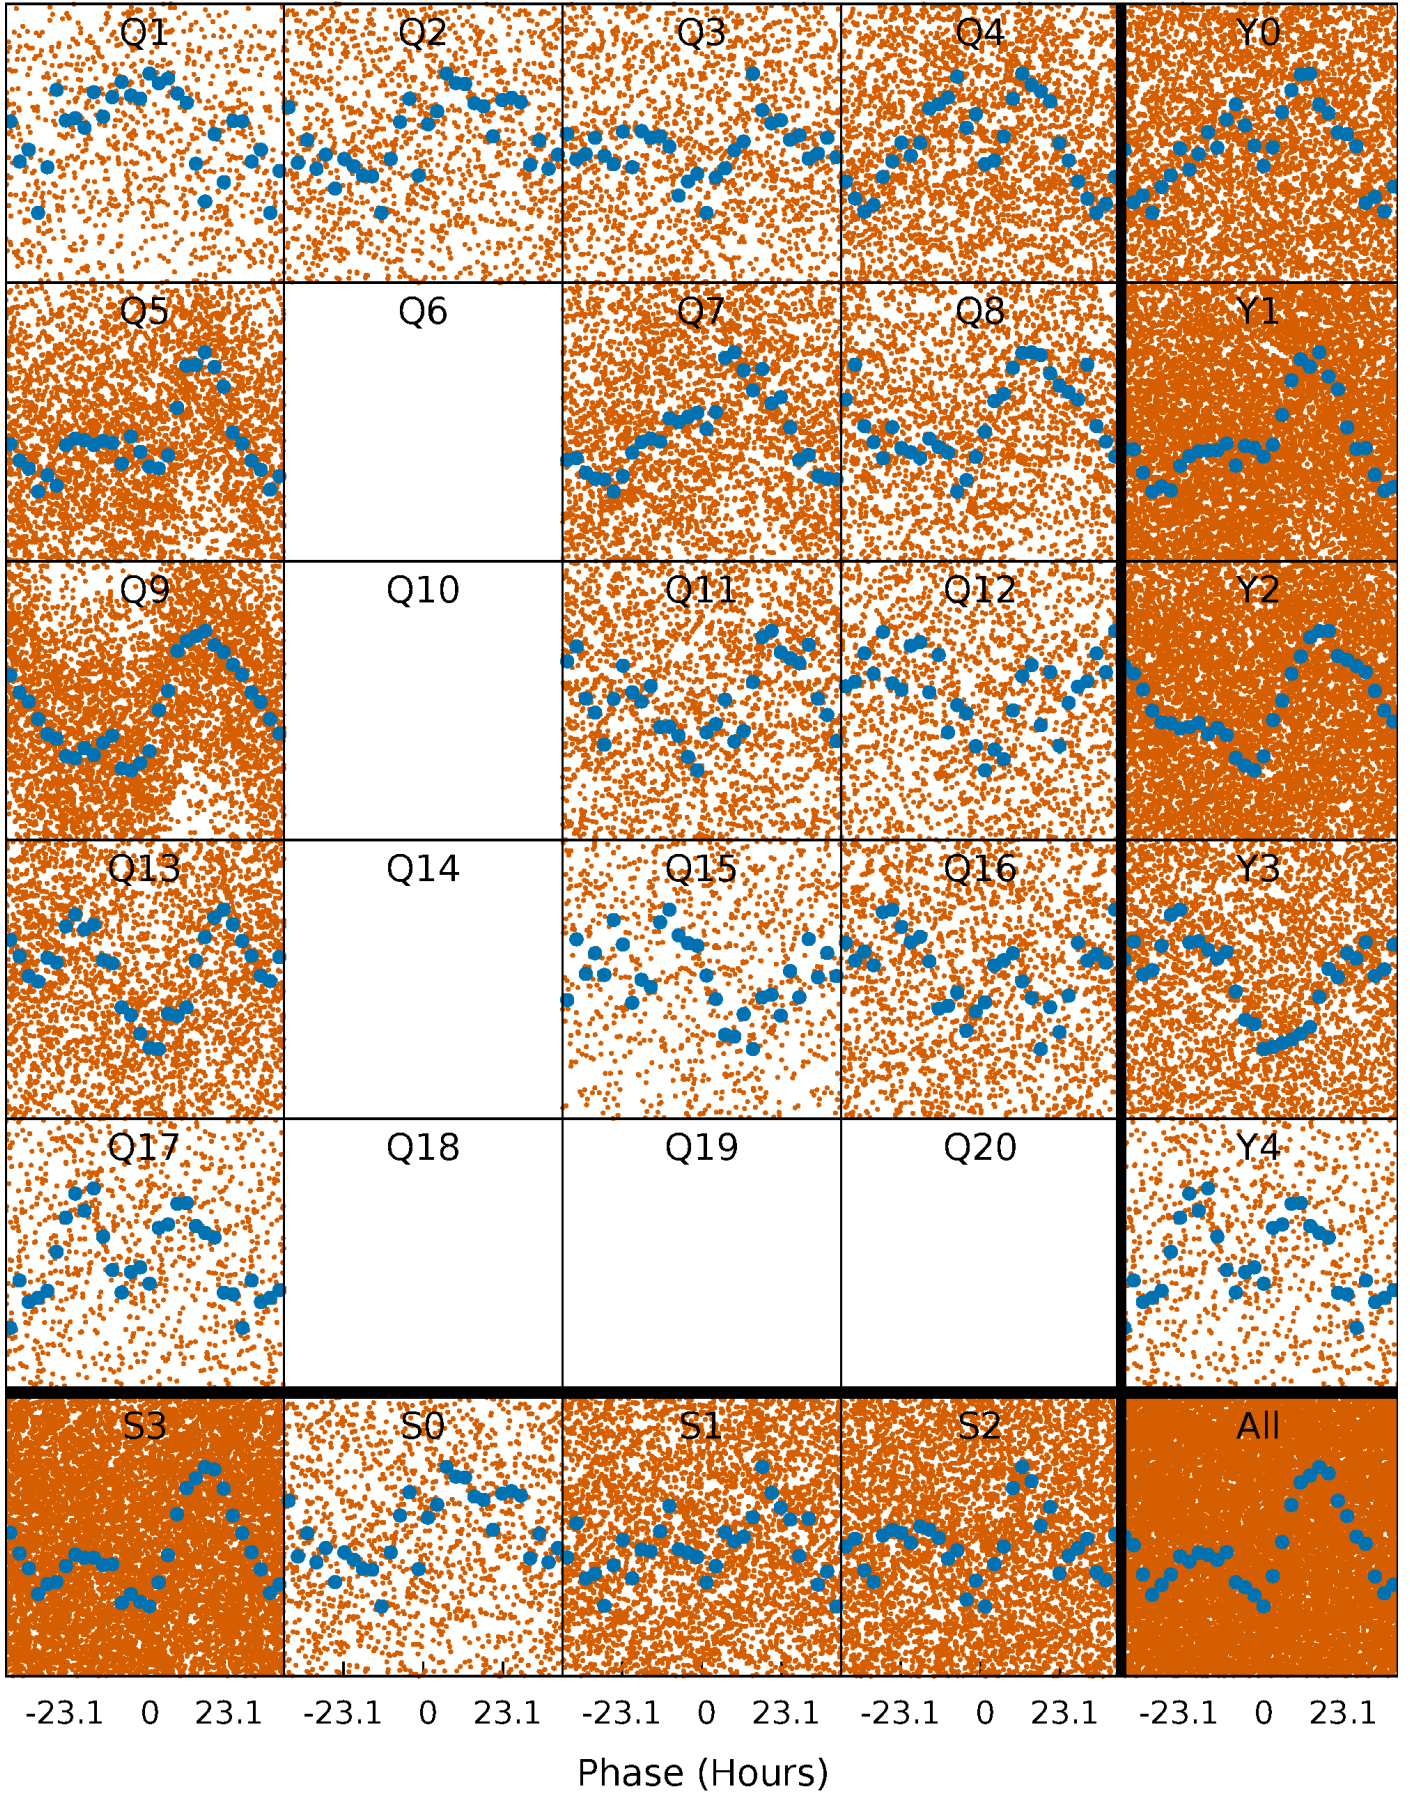 Q1 Q2 Q3 Q4 Y0
Q5 Q6 Q7 Q8 Y1
Q9 Q10 Q11 Q12 Y2
Q13 Q14 Q15 Q16 Y3
Q17 Q18 Q19 Q20 Y4
S3 S0 S1 S2 All
-23.1 0 23.1 -23.1 0 23.1 -23.1 0 23.1 -23.1 0 23.1 -23.1 0 23.1
Phase (Hours)